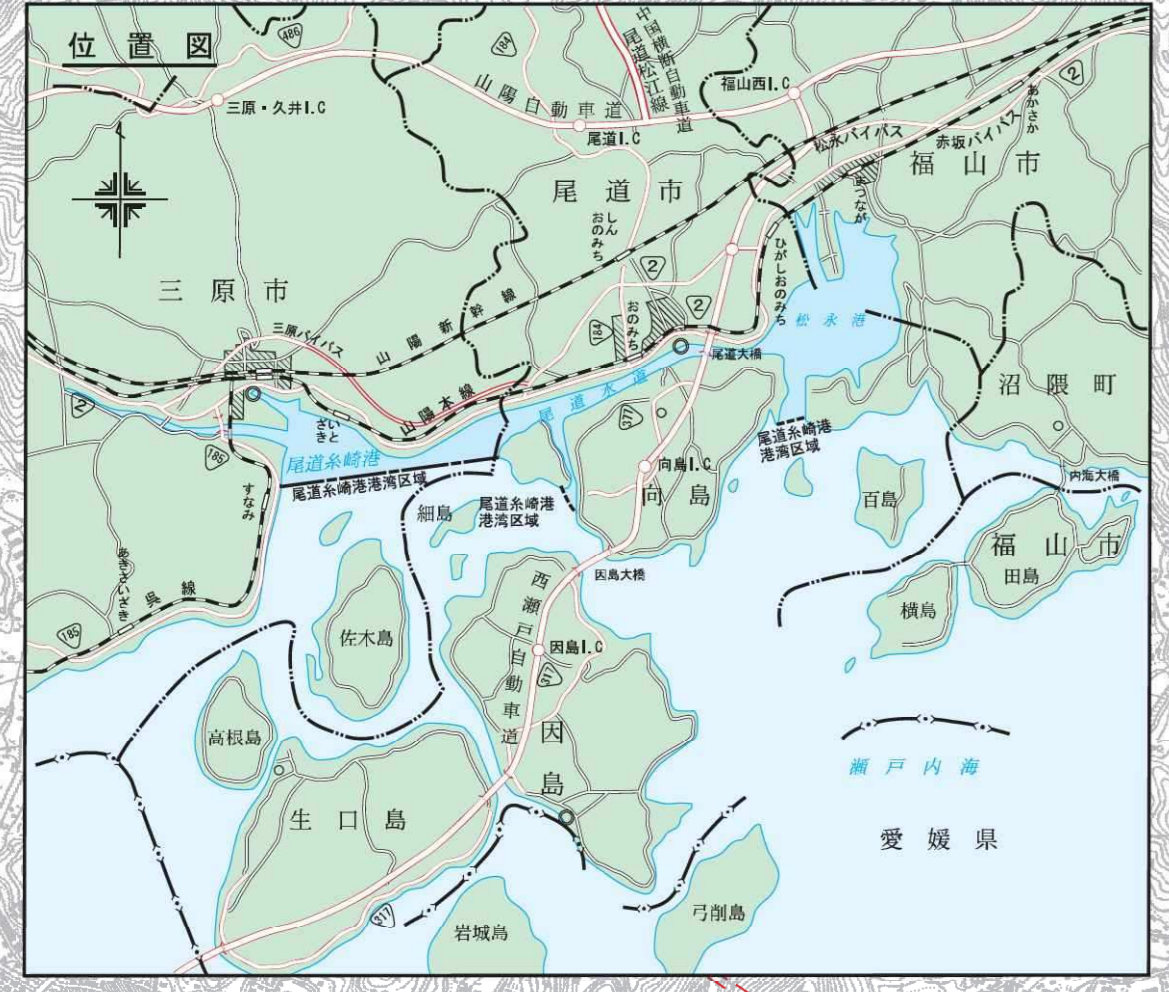 位置図
486
184
中国横断自動車道
尾道松江線
山陽自動車道
福山西I.C
2
三原・久井I.C
尾道I.C
松永バイパス
赤坂バイパス
あかさか
福山市
尾道市
まつなが
しん
おのみち
2
ひがしおのみち
三原市
山陽新幹線
三原バイパス
2
184
おのみち
松永港
尾道大橋
沼隈町
山陽本線
尾道水道
377
2
いと
ざき
尾道糸崎港
185
尾道糸崎港
港湾区域
向島I.C
内海大橋
尾道糸崎港港湾区域
すなみ
細島
尾道糸崎港
港湾区域
向島
百島
福山市
田島
あきさいざき
呉線
因島大橋
西瀬戸自動車道
横島
185
佐木島
因島I.C
317
高根島
因島
瀬戸内海
生口島
愛媛県
317
岩城島
弓削島